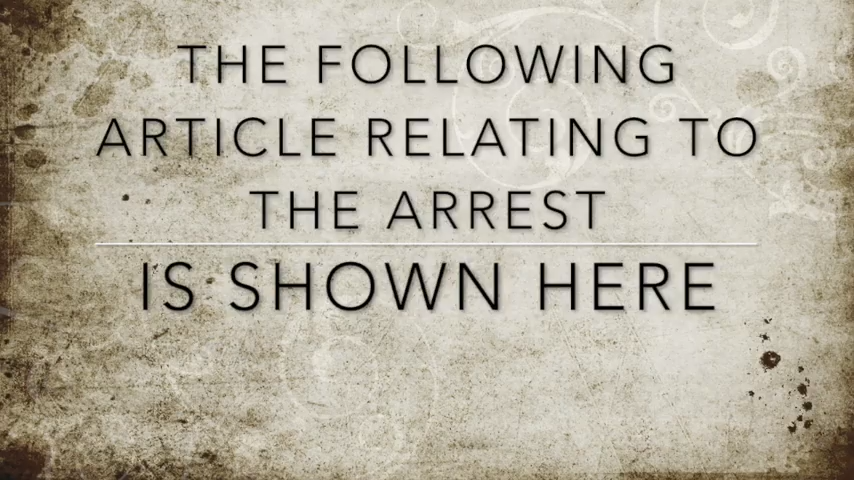 THE FOLLOWING
ARTICLE RELATING TO
THE ARREST
IS SHOWN HERE